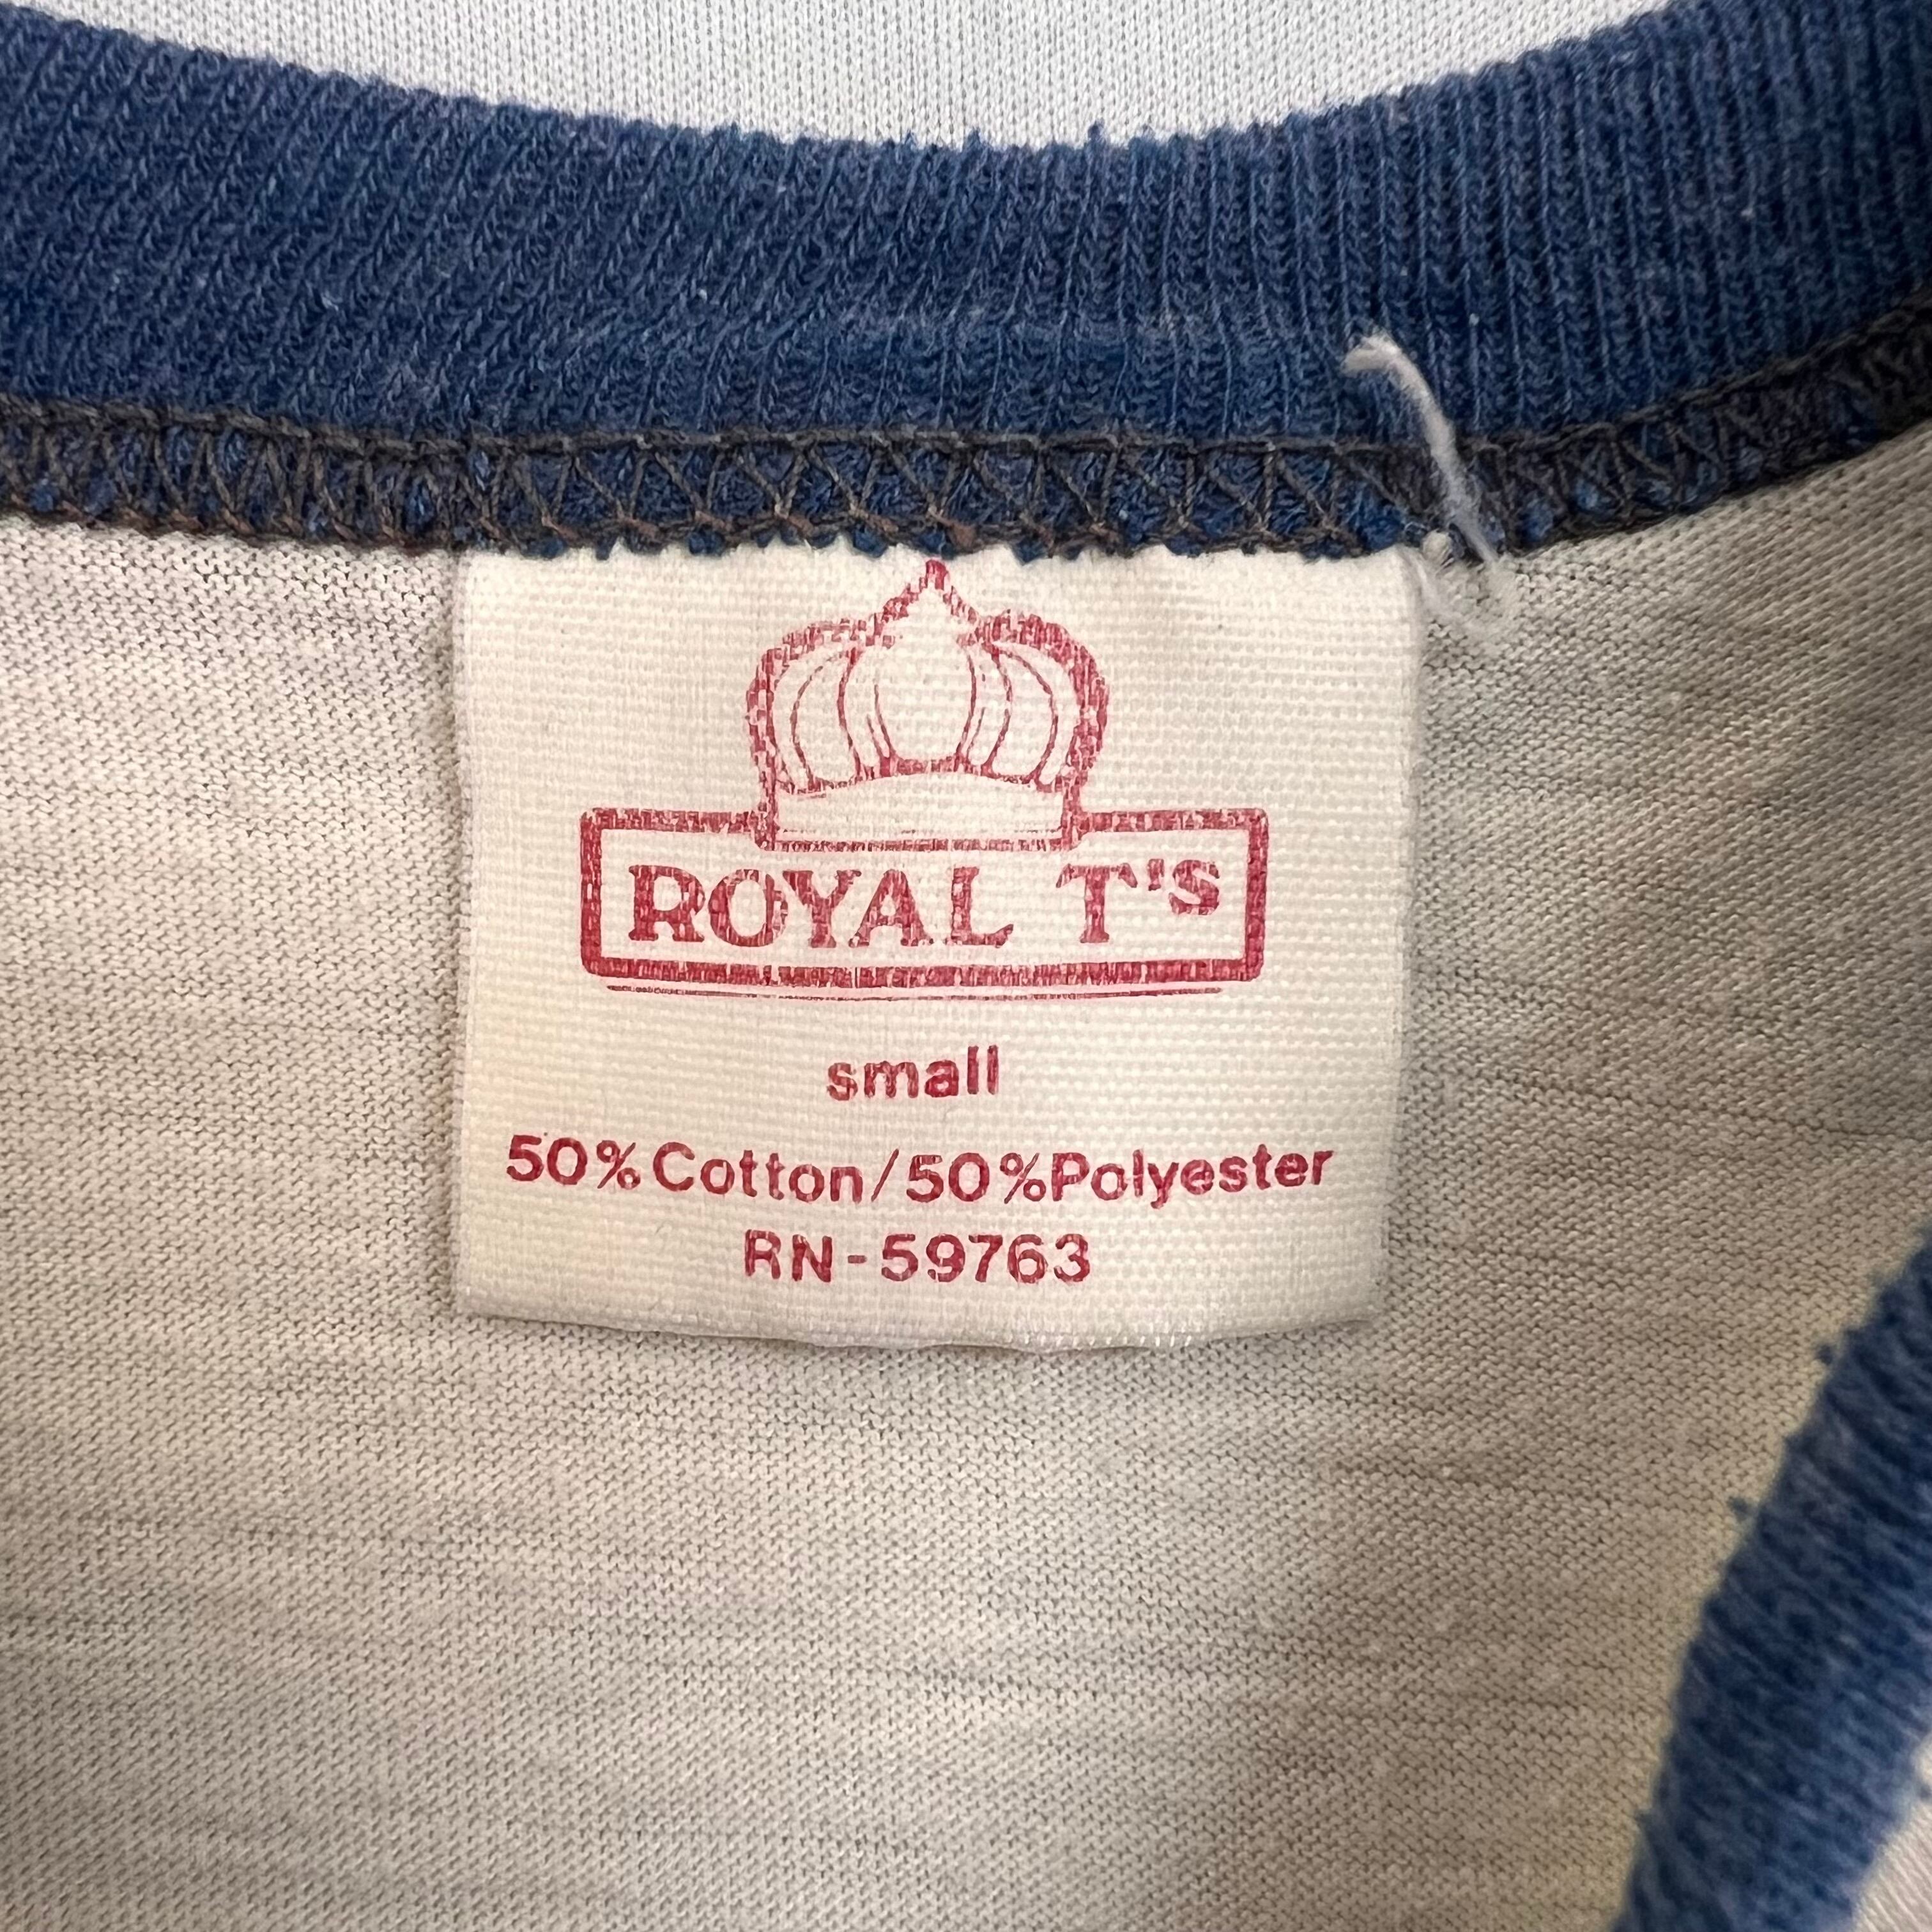 ROYAL T's
small
50% Cotton/50% Polyester
RN-59763